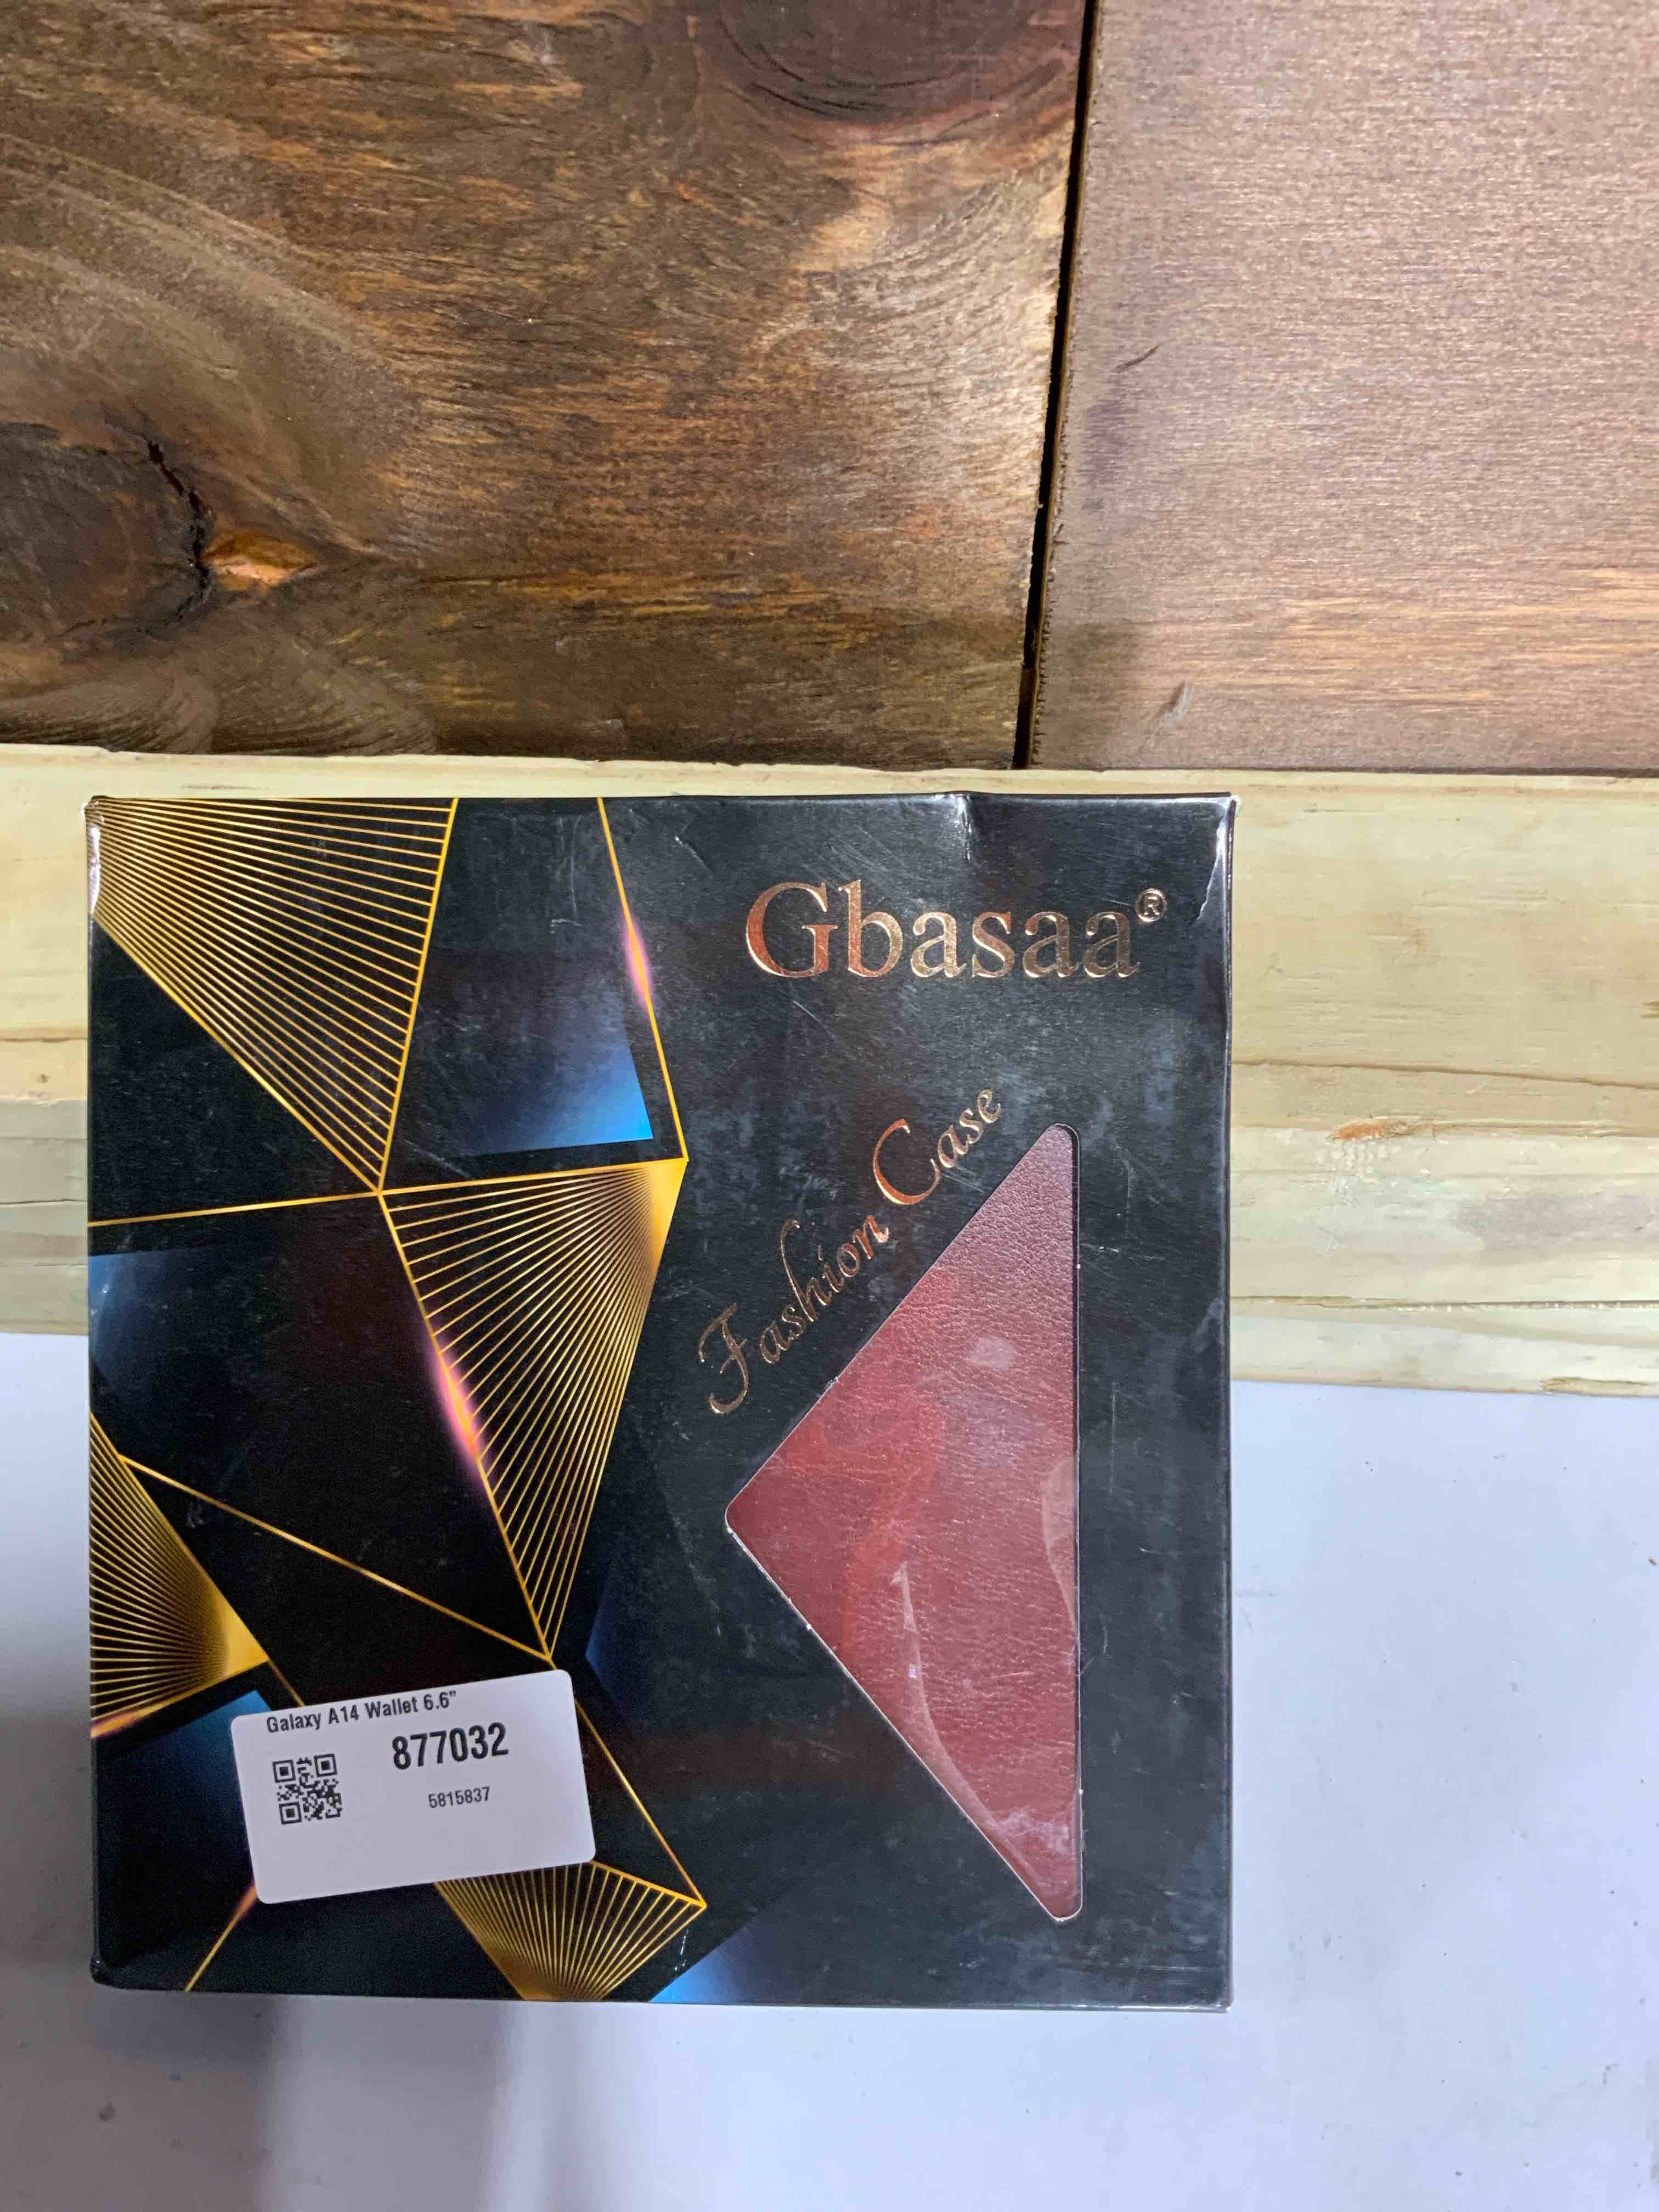 Gbasaa®
Fashion Case
Galaxy A14 Wallet 6.6"
877032
5815837